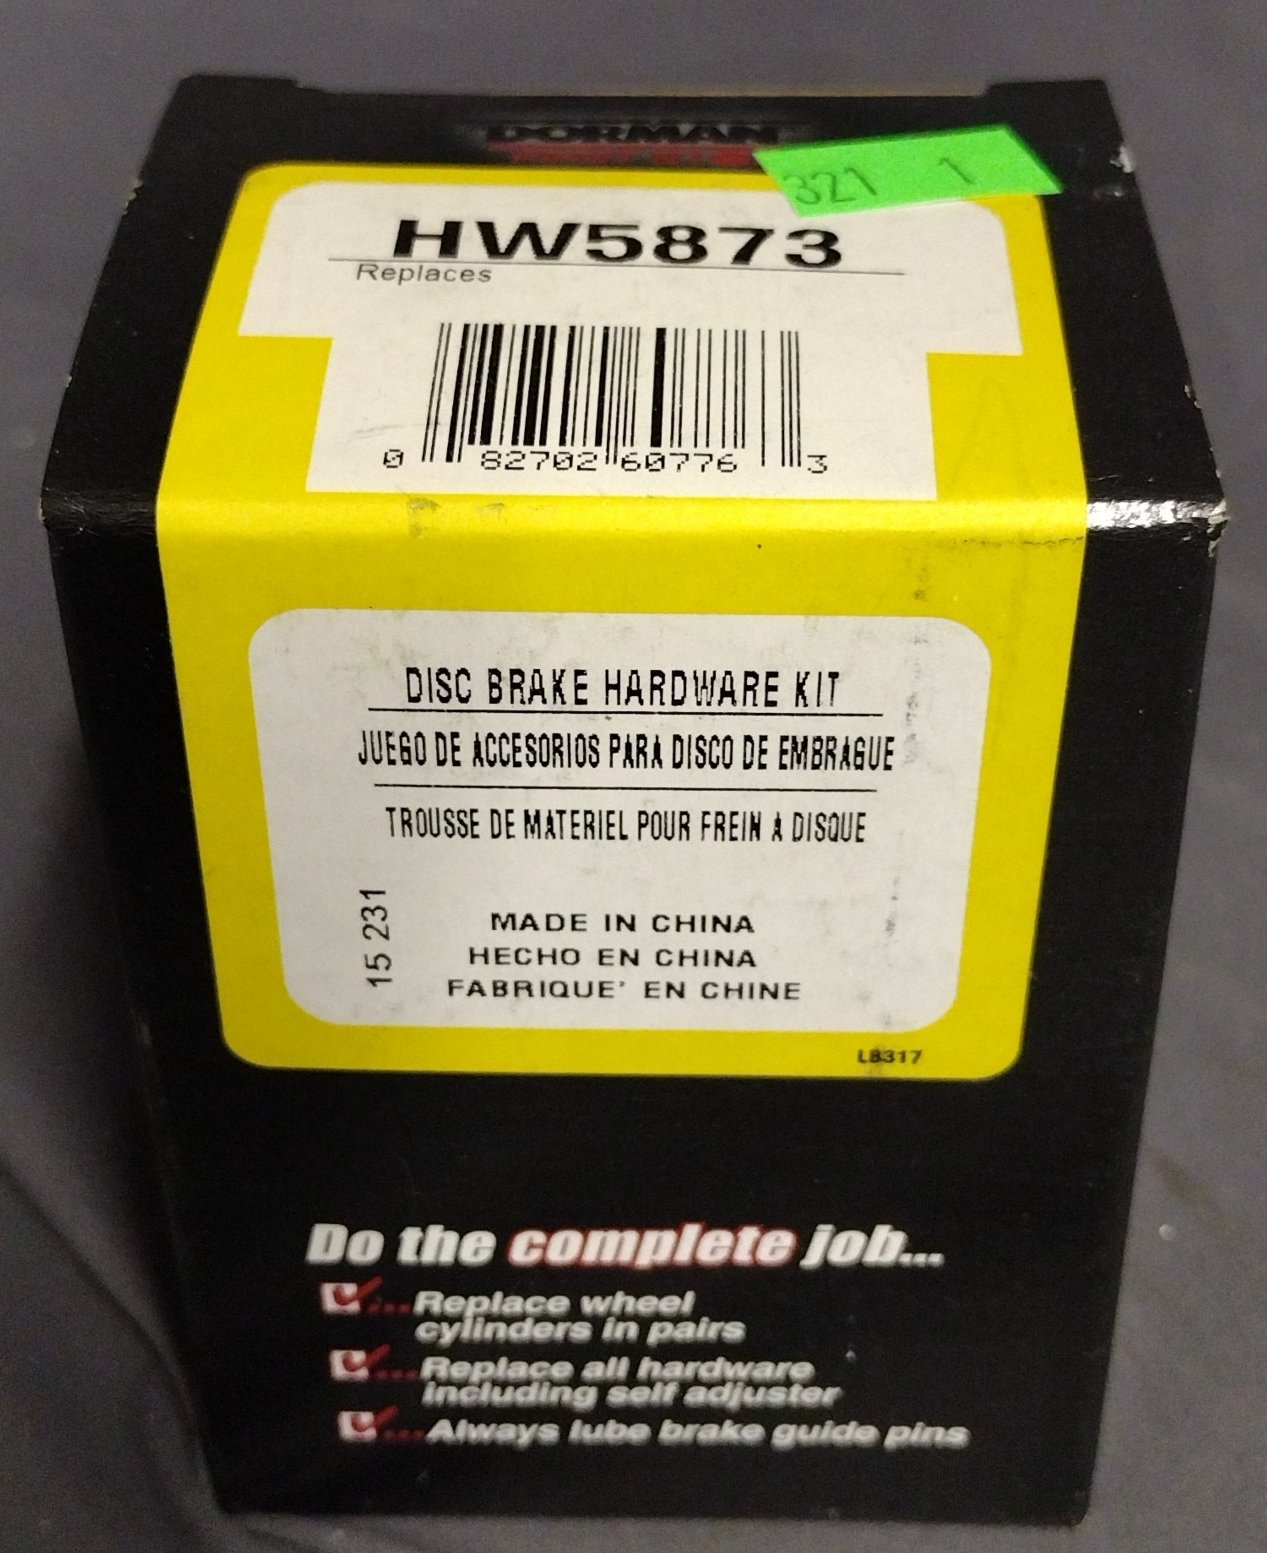 DORMAN
321 1
HW5873
Replaces
0 82702 60776 3
DISC BRAKE HARDWARE KIT
JUEGO DE ACCESORIOS PARA DISCO DE EMBRAGUE
TROUSSE DE MATERIEL POUR FREIN A DISQUE
15 231
MADE IN CHINA
HECHO EN CHINA
FABRIQUE' EN CHINE
LB317
Do the complete job...
...Replace wheel
cylinders in pairs
...Replace all hardware
including self adjuster
...Always lube brake guide pins